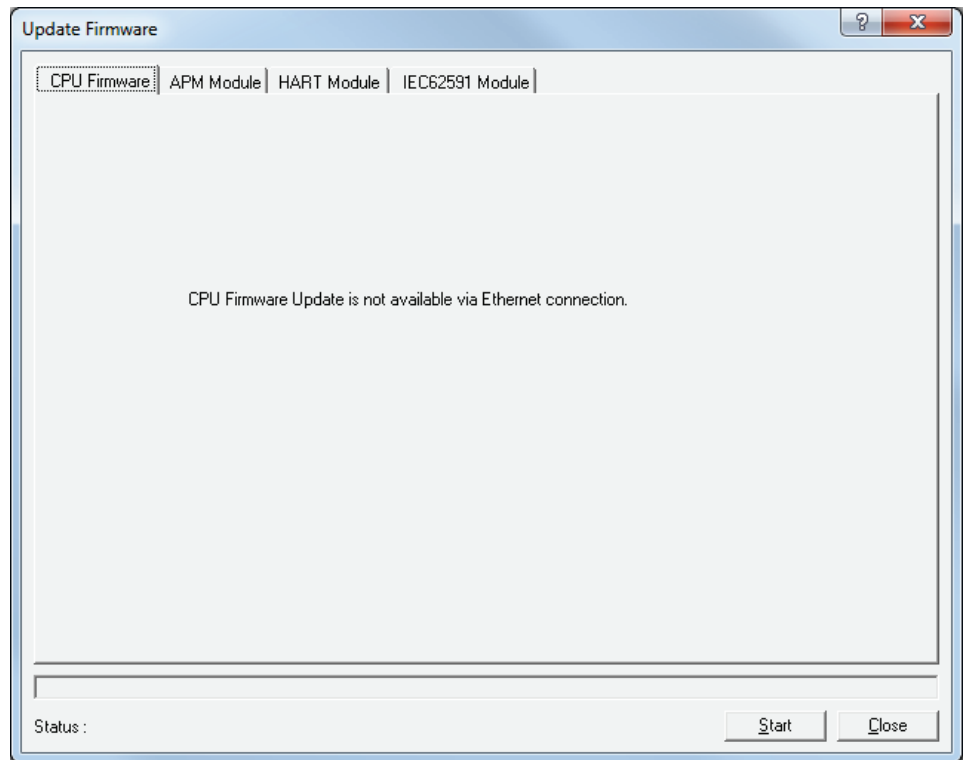 Update Firmware
CPU Firmware APM Module HART Module IEC62591 Module
CPU Firmware Update is not available via Ethernet connection.
Status :
Start Close